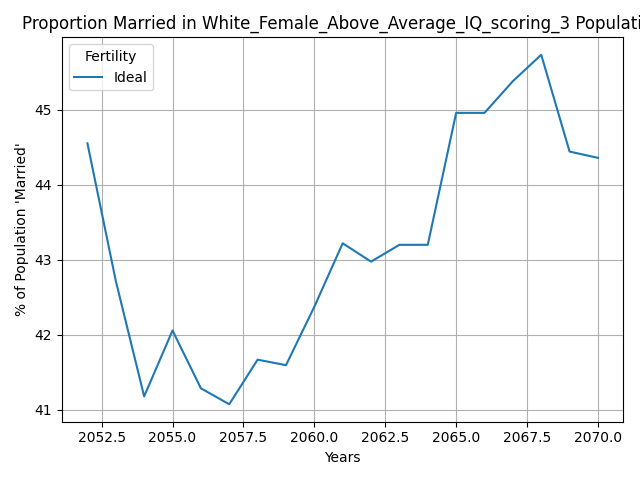 Proportion Married in White_Female_Above_Average_IQ_scoring_3 Populati
Fertility
Ideal
45
44
43
42
41
% of Population 'Married'
2052.5 2055.0 2057.5 2060.0 2062.5 2065.0 2067.5 2070.0
Years